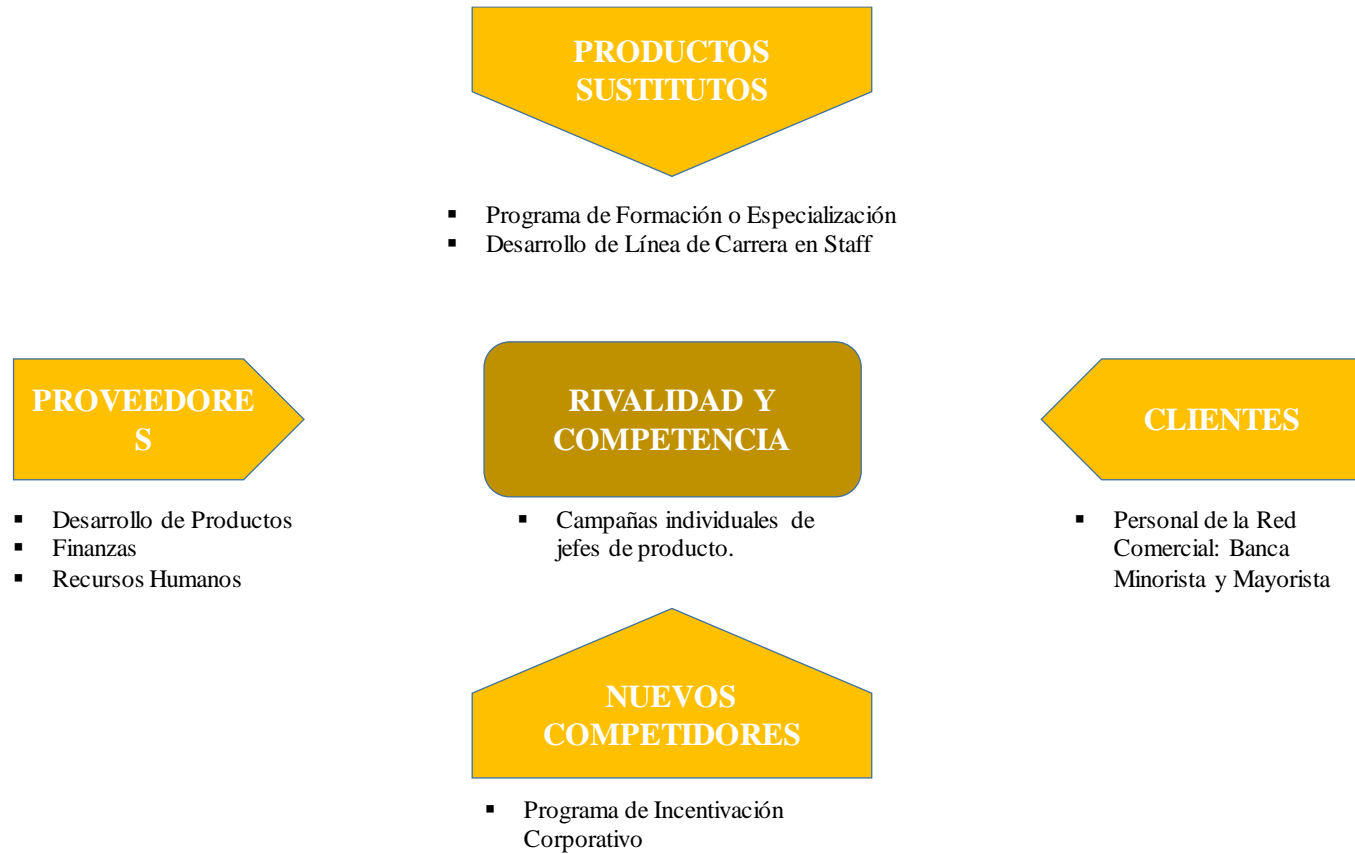 PRODUCTOS
SUSTITUTOS
▪ Programa de Formación o Especialización
▪ Desarrollo de Línea de Carrera en Staff
PROVEEDORE
S
▪ Desarrollo de Productos
▪ Finanzas
▪ Recursos Humanos
RIVALIDAD Y
COMPETENCIA
▪ Campañas individuales de
jefes de producto.
CLIENTES
▪ Personal de la Red
Comercial: Banca
Minorista y Mayorista
NUEVOS
COMPETIDORES
▪ Programa de Incentivación
Corporativo